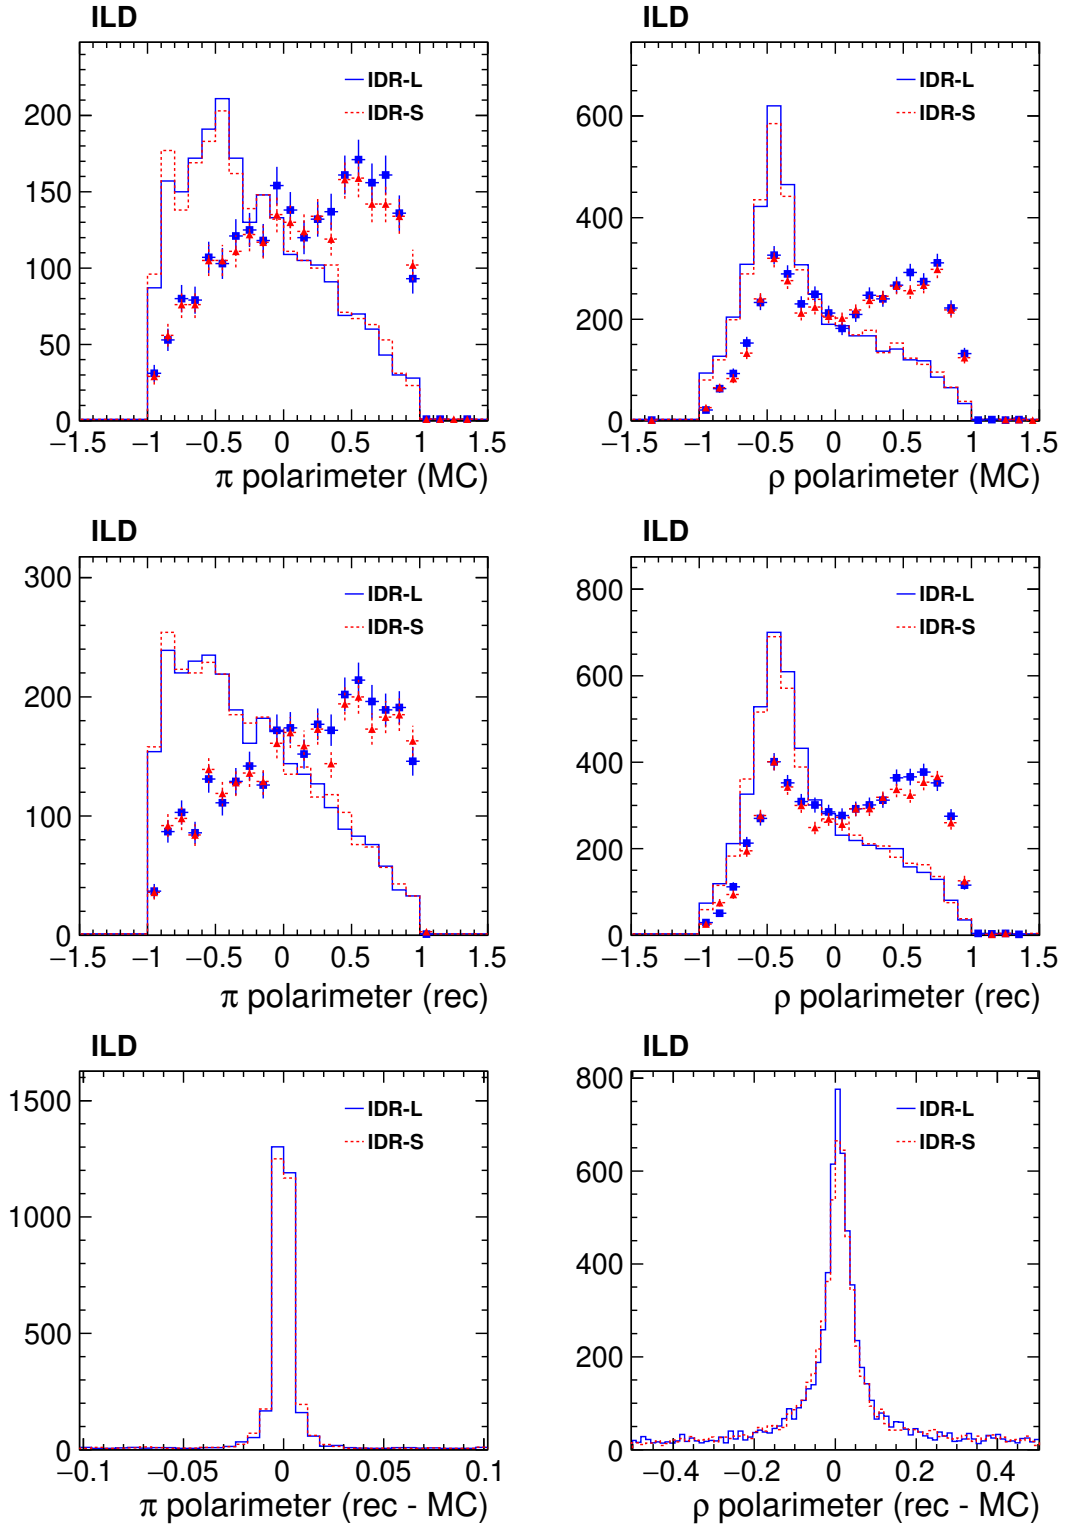 ILD
IDR-L
IDR-S
200
150
100
50
0
−1.5 −1 −0.5 0 0.5 1 1.5
π polarimeter (MC)
ILD
IDR-L
IDR-S
600
400
200
0
−1.5 −1 −0.5 0 0.5 1 1.5
ρ polarimeter (MC)
ILD
IDR-L
IDR-S
300
200
100
0
−1.5 −1 −0.5 0 0.5 1 1.5
π polarimeter (rec)
ILD
IDR-L
IDR-S
800
600
400
200
0
−1.5 −1 −0.5 0 0.5 1 1.5
ρ polarimeter (rec)
ILD
IDR-L
IDR-S
1500
1000
500
0
−0.1 −0.05 0 0.05 0.1
π polarimeter (rec - MC)
ILD
IDR-L
IDR-S
800
600
400
200
0
−0.4 −0.2 0 0.2 0.4
ρ polarimeter (rec - MC)